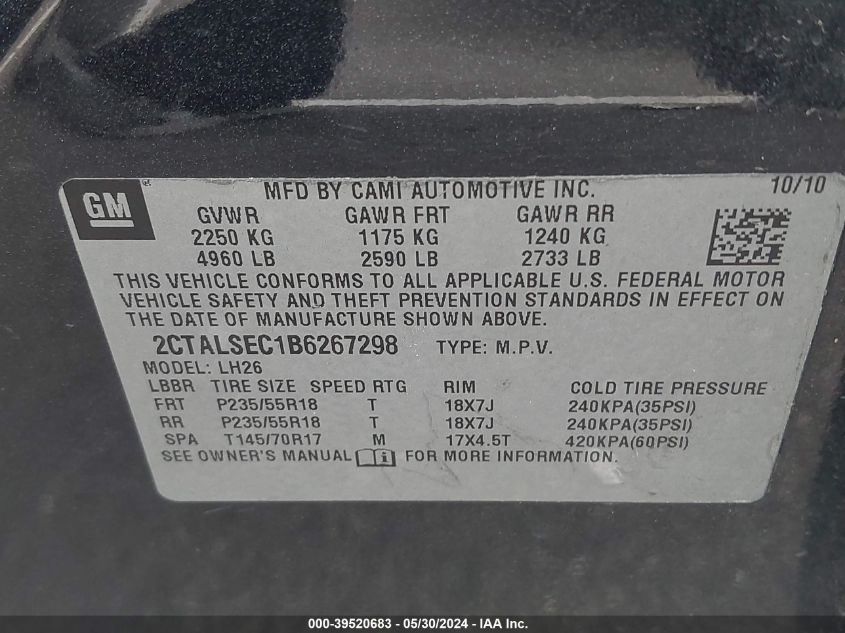 GM
MFD BY CAMI AUTOMOTIVE INC. 10/10
GVWR GAWR FRT GAWR RR
2250 KG 1175 KG 1240 KG
4960 LB 2590 LB 2733 LB
THIS VEHICLE CONFORMS TO ALL APPLICABLE U.S. FEDERAL MOTOR
VEHICLE SAFETY AND THEFT PREVENTION STANDARDS IN EFFECT ON
THE DATE OF MANUFACTURE SHOWN ABOVE.
2CTALSEC1B6267298 TYPE: M.P.V.
MODEL: LH26
LBBR TIRE SIZE SPEED RTG RIM COLD TIRE PRESSURE
FRT P235/55R18 T 18X7J 240KPA(35PSI)
RR P235/55R18 T 18X7J 240KPA(35PSI)
SPA T145/70R17 M 17X4.5T 420KPA(60PSI)
SEE OWNER'S MANUAL i FOR MORE INFORMATION.
000-39520683 / 05/30/2024 - IAA Inc.